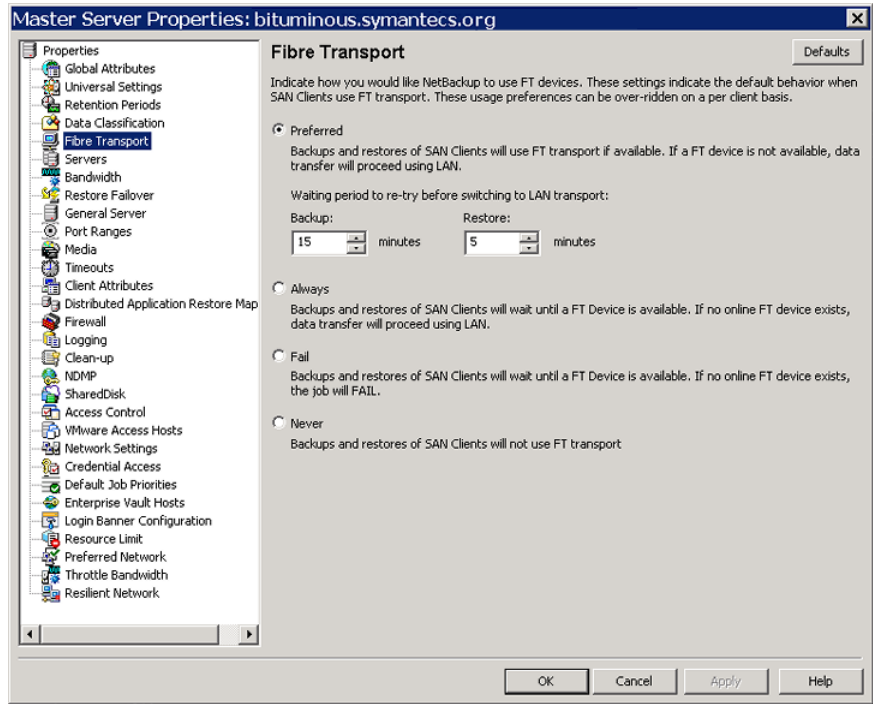 Master Server Properties: bituminous.symantecs.org
Properties
Global Attributes
Universal Settings
Retention Periods
Data Classification
Fibre Transport
Servers
Bandwidth
Restore Failover
General Server
Port Ranges
Media
Timeouts
Client Attributes
Distributed Application Restore Map
Firewall
Logging
Clean-up
NDMP
SharedDisk
Access Control
VMware Access Hosts
Network Settings
Credential Access
Default Job Priorities
Enterprise Vault Hosts
Login Banner Configuration
Resource Limit
Preferred Network
Throttle Bandwidth
Resilient Network
Fibre Transport
Defaults
Indicate how you would like NetBackup to use FT devices. These settings indicate the default behavior when
SAN Clients use FT transport. These usage preferences can be over-ridden on a per client basis.
Preferred
Backups and restores of SAN Clients will use FT transport if available. If a FT device is not available, data
transfer will proceed using LAN.
Waiting period to re-try before switching to LAN transport:
Backup: Restore:
15 minutes 5 minutes
Always
Backups and restores of SAN Clients will wait until a FT Device is available. If no online FT device exists,
data transfer will proceed using LAN.
Fail
Backups and restores of SAN Clients will wait until a FT Device is available. If no online FT device exists,
the job will FAIL.
Never
Backups and restores of SAN Clients will not use FT transport
OK Cancel Apply Help